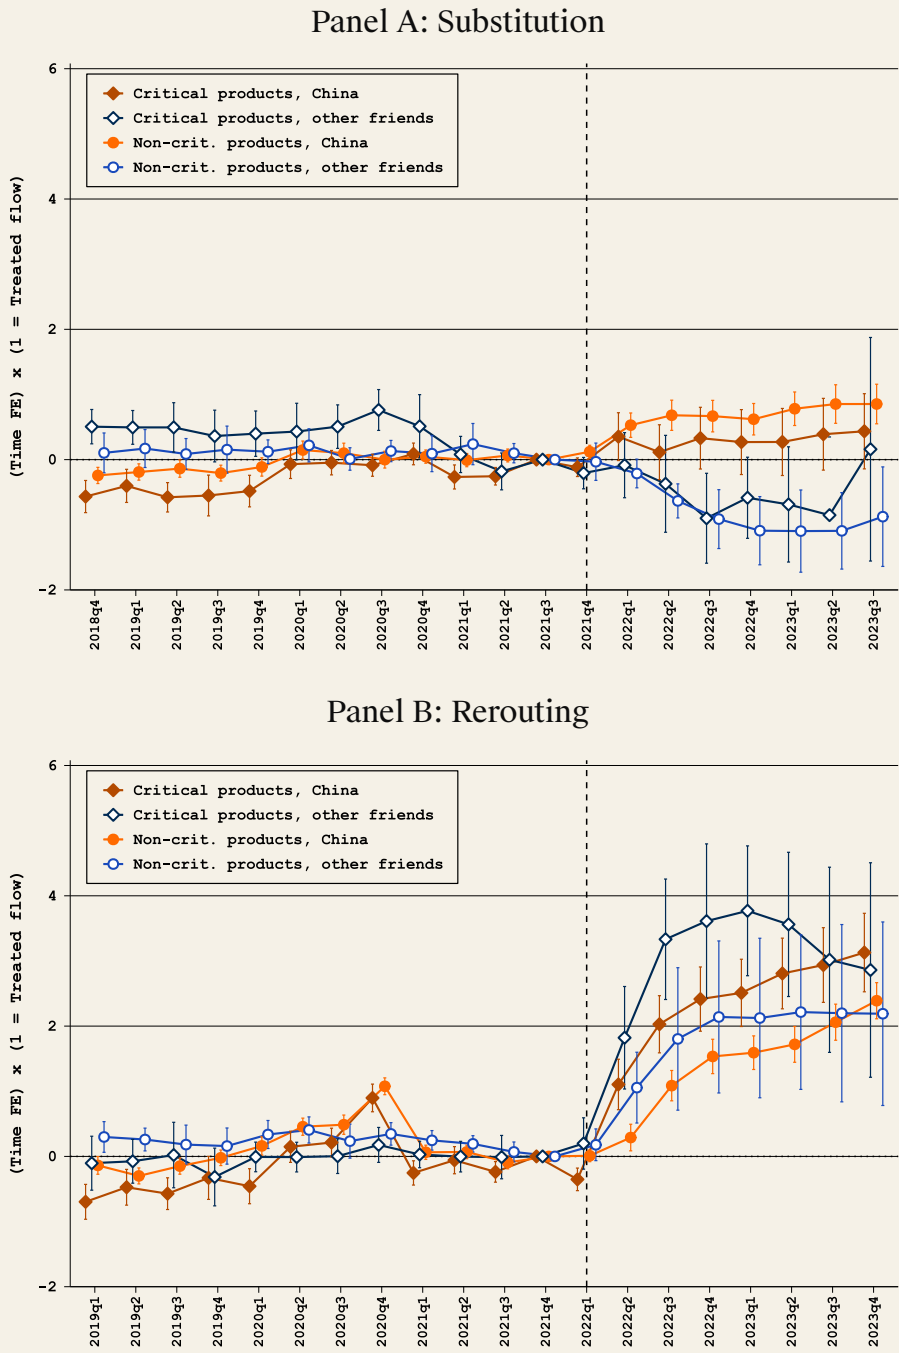 Panel A: Substitution
6
4
2
0
−2
(Time FE) x (1 = Treated flow)
Critical products, China
Critical products, other friends
Non-crit. products, China
Non-crit. products, other friends
2018q4
2019q1
2019q2
2019q3
2019q4
2020q1
2020q2
2020q3
2020q4
2021q1
2021q2
2021q3
2021q4
2022q1
2022q2
2022q3
2022q4
2023q1
2023q2
2023q3
Panel B: Rerouting
6
4
2
0
−2
(Time FE) x (1 = Treated flow)
Critical products, China
Critical products, other friends
Non-crit. products, China
Non-crit. products, other friends
2019q1
2019q2
2019q3
2019q4
2020q1
2020q2
2020q3
2020q4
2021q1
2021q2
2021q3
2021q4
2022q1
2022q2
2022q3
2022q4
2023q1
2023q2
2023q3
2023q4